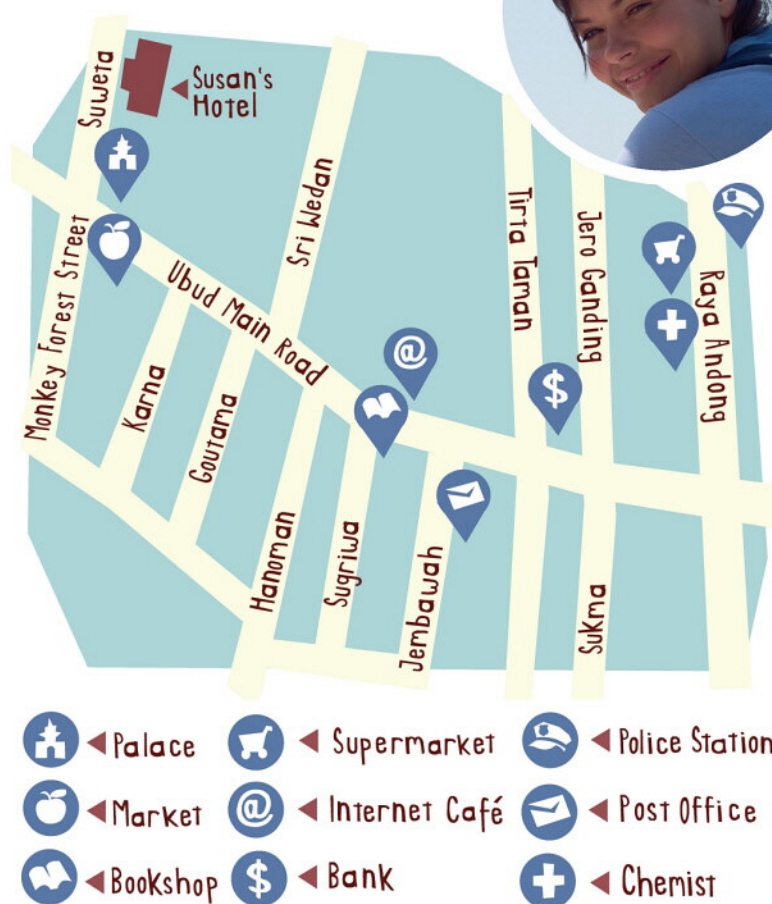 Suweta
Susan's
Hotel
Sri Wedan
Tirta Taman
Jero Ganding
Raya Andong
Monkey Forest Street
Ubud Main Road
@
$
Karna
Goutama
Hanoman
Sugriwa
Jembawah
Sukma
Palace
Supermarket
Police Station
Market
@ Internet Café
Post Office
Bookshop
$ Bank
Chemist